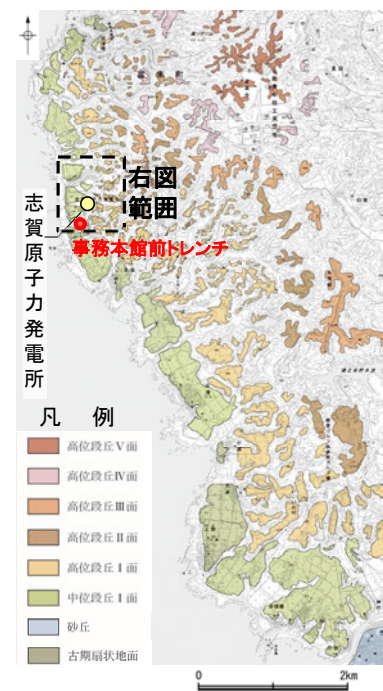 右図
範囲
事務本館前トレンチ
志賀原子力発電所
凡 例
高位段丘Ⅴ面
高位段丘Ⅳ面
高位段丘Ⅲ面
高位段丘Ⅱ面
高位段丘Ⅰ面
中位段丘Ⅰ面
砂丘
古期扇状地面
0 2km